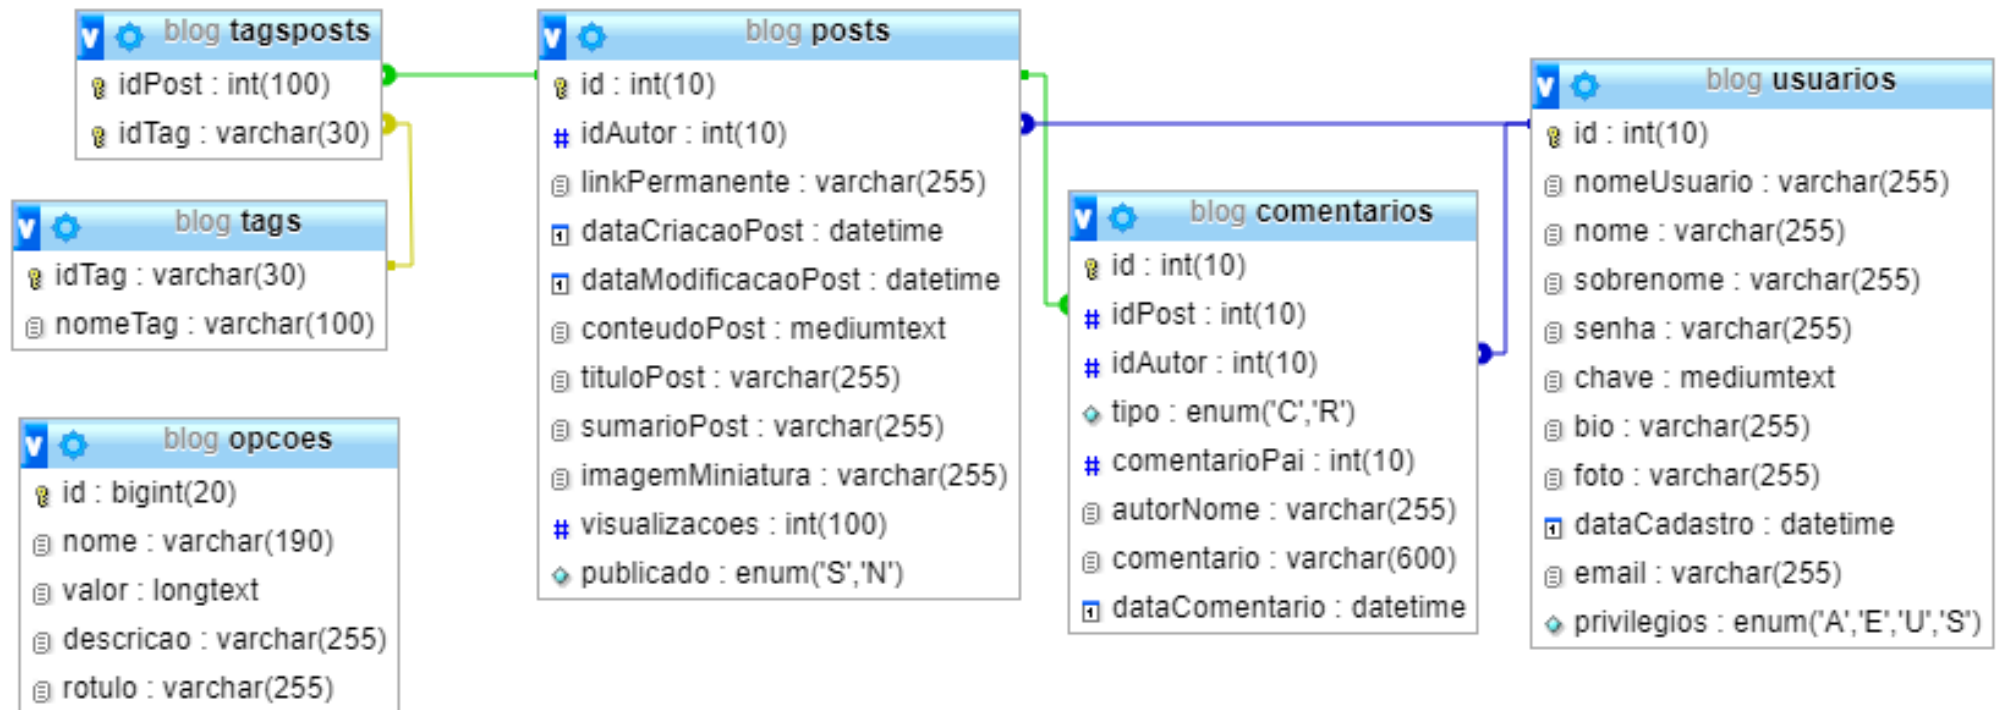 blog tagsposts
idPost : int(100)
idTag : varchar(30)
blog tags
idTag : varchar(30)
nomeTag : varchar(100)
blog opcoes
id : bigint(20)
nome : varchar(190)
valor : longtext
descricao : varchar(255)
rotulo : varchar(255)
blog posts
id : int(10)
# idAutor : int(10)
linkPermanente : varchar(255)
dataCriacaoPost : datetime
dataModificacaoPost : datetime
conteudoPost : mediumtext
tituloPost : varchar(255)
sumarioPost : varchar(255)
imagemMiniatura : varchar(255)
# visualizacoes : int(100)
publicado : enum('S','N')
blog comentarios
id : int(10)
# idPost : int(10)
# idAutor : int(10)
tipo : enum('C','R')
# comentarioPai : int(10)
autorNome : varchar(255)
comentario : varchar(600)
dataComentario : datetime
blog usuarios
id : int(10)
nomeUsuario : varchar(255)
nome : varchar(255)
sobrenome : varchar(255)
senha : varchar(255)
chave : mediumtext
bio : varchar(255)
foto : varchar(255)
dataCadastro : datetime
email : varchar(255)
privilegios : enum('A','E','U','S')